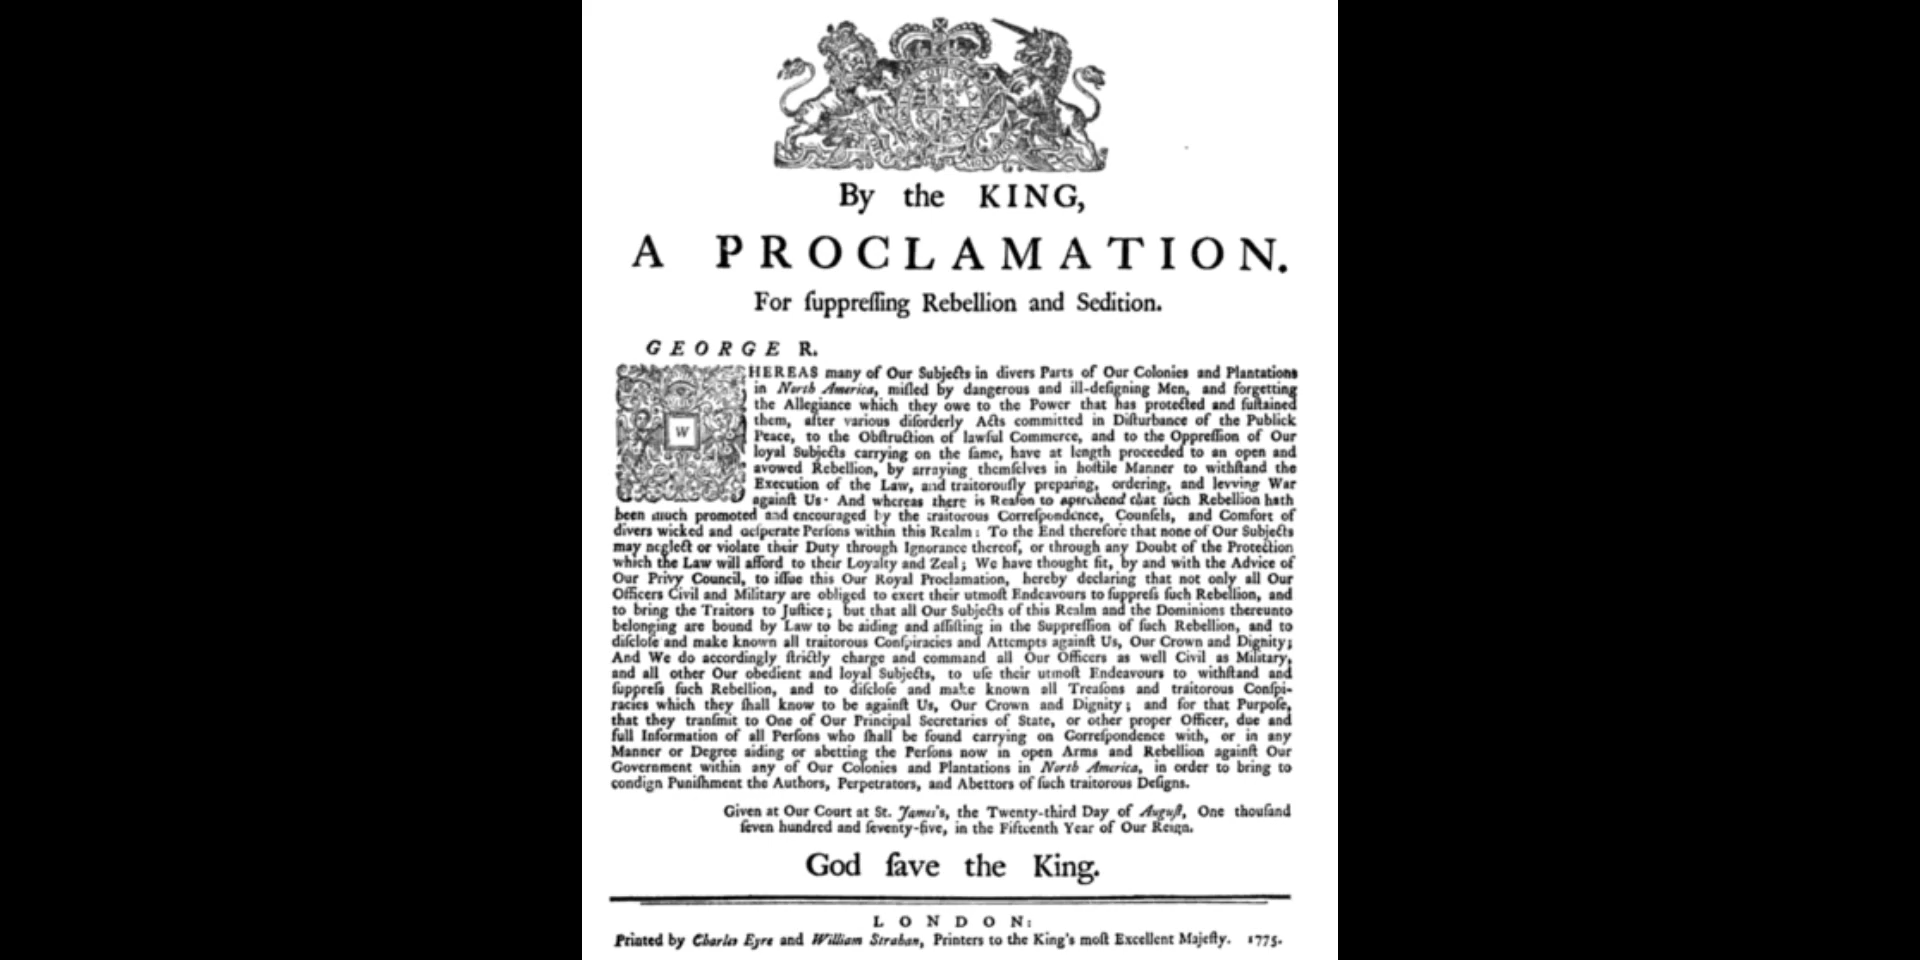 By the KING,
A PROCLAMATION.
For ſuppreſſing Rebellion and Sedition.
GEORGE R.
WHEREAS many of Our Subjects in divers Parts of Our Colonies and Plantations
in North America, miſled by dangerous and ill-deſigning Men, and forgetting
the Allegiance which they owe to the Power that has protected and ſuſtained
them, after various diſorderly Acts committed in Diſturbance of the Publick
Peace, to the Obſtruction of lawful Commerce, and to the Oppreſſion of Our
loyal Subjects carrying on the ſame, have at length proceeded to an open and
avowed Rebellion, by arraying themſelves in hoſtile Manner to withſtand the
Execution of the Law, and traitorouſly preparing, ordering, and levying War
againſt Us. And whereas there is Reaſon to apprehend that ſuch Rebellion hath
been much promoted and encouraged by the traitorous Correſpondence, Counſels, and Comfort of
divers wicked and deſperate Perſons within this Realm: To the End therefore that none of Our Subjects
may neglect or violate their Duty through Ignorance thereof, or through any Doubt of the Protection
which the Law will afford to their Loyalty and Zeal; We have thought fit, by and with the Advice of
Our Privy Council, to iſſue this Our Royal Proclamation, hereby declaring that not only all Our
Officers Civil and Military are obliged to exert their utmoſt Endeavours to ſuppreſs ſuch Rebellion, and
to bring the Traitors to Juſtice; but that all Our Subjects of this Realm and the Dominions thereunto
belonging are bound by Law to be aiding and aſſiſting in the Suppreſſion of ſuch Rebellion, and to
diſcloſe and make known all traitorous Conſpiracies and Attempts againſt Us, Our Crown and Dignity;
And We do accordingly ſtrictly charge and command all Our Officers as well Civil as Military,
and all other Our obedient and loyal Subjects, to uſe their utmoſt Endeavours to withſtand and
ſuppreſs ſuch Rebellion, and to diſcloſe and make known all Treaſons and traitorous Conſpi-
racies which they ſhall know to be againſt Us, Our Crown and Dignity; and for that Purpoſe,
that they tranſmit to One of Our Principal Secretaries of State, or other proper Officer, due and
full Information of all Perſons who ſhall be found carrying on Correſpondence with, or in any
Manner or Degree aiding or abetting the Perſons now in open Arms and Rebellion againſt Our
Government within any of Our Colonies and Plantations in North America, in order to bring to
condign Puniſhment the Authors, Perpetrators, and Abettors of ſuch traitorous Deſigns.
Given at Our Court at St. James's, the Twenty-third Day of Auguſt, One thouſand
ſeven hundred and ſeventy-five, in the Fifteenth Year of Our Reign.
God ſave the King.
LONDON:
Printed by Charles Eyre and William Strahan, Printers to the King's moſt Excellent Majeſty. 1775.